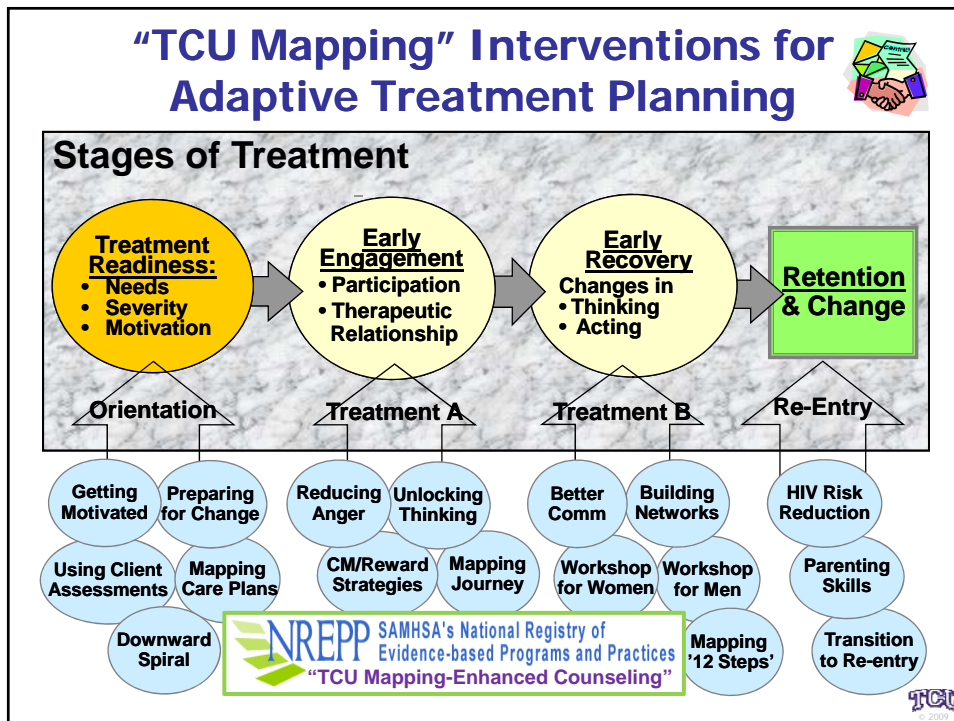 “TCU Mapping” Interventions for
Adaptive Treatment Planning
Contract
Stages of Treatment
Treatment
Readiness:
• Needs
• Severity
• Motivation
Early
Engagement
• Participation
• Therapeutic
Relationship
Early
Recovery
Changes in
• Thinking
• Acting
Retention
& Change
Orientation
Treatment A
Treatment B
Re-Entry
Getting
Motivated
Preparing
for Change
Reducing
Anger
Unlocking
Thinking
Better
Comm
Building
Networks
HIV Risk
Reduction
Using Client
Assessments
Mapping
Care Plans
CM/Reward
Strategies
Mapping
Journey
Workshop
for Women
Workshop
for Men
Parenting
Skills
Downward
Spiral
NREPP
SAMHSA's National Registry of
Evidence-based Programs and Practices
“TCU Mapping-Enhanced Counseling”
Mapping
’12 Steps’
Transition
to Re-entry
TCU
© 2009